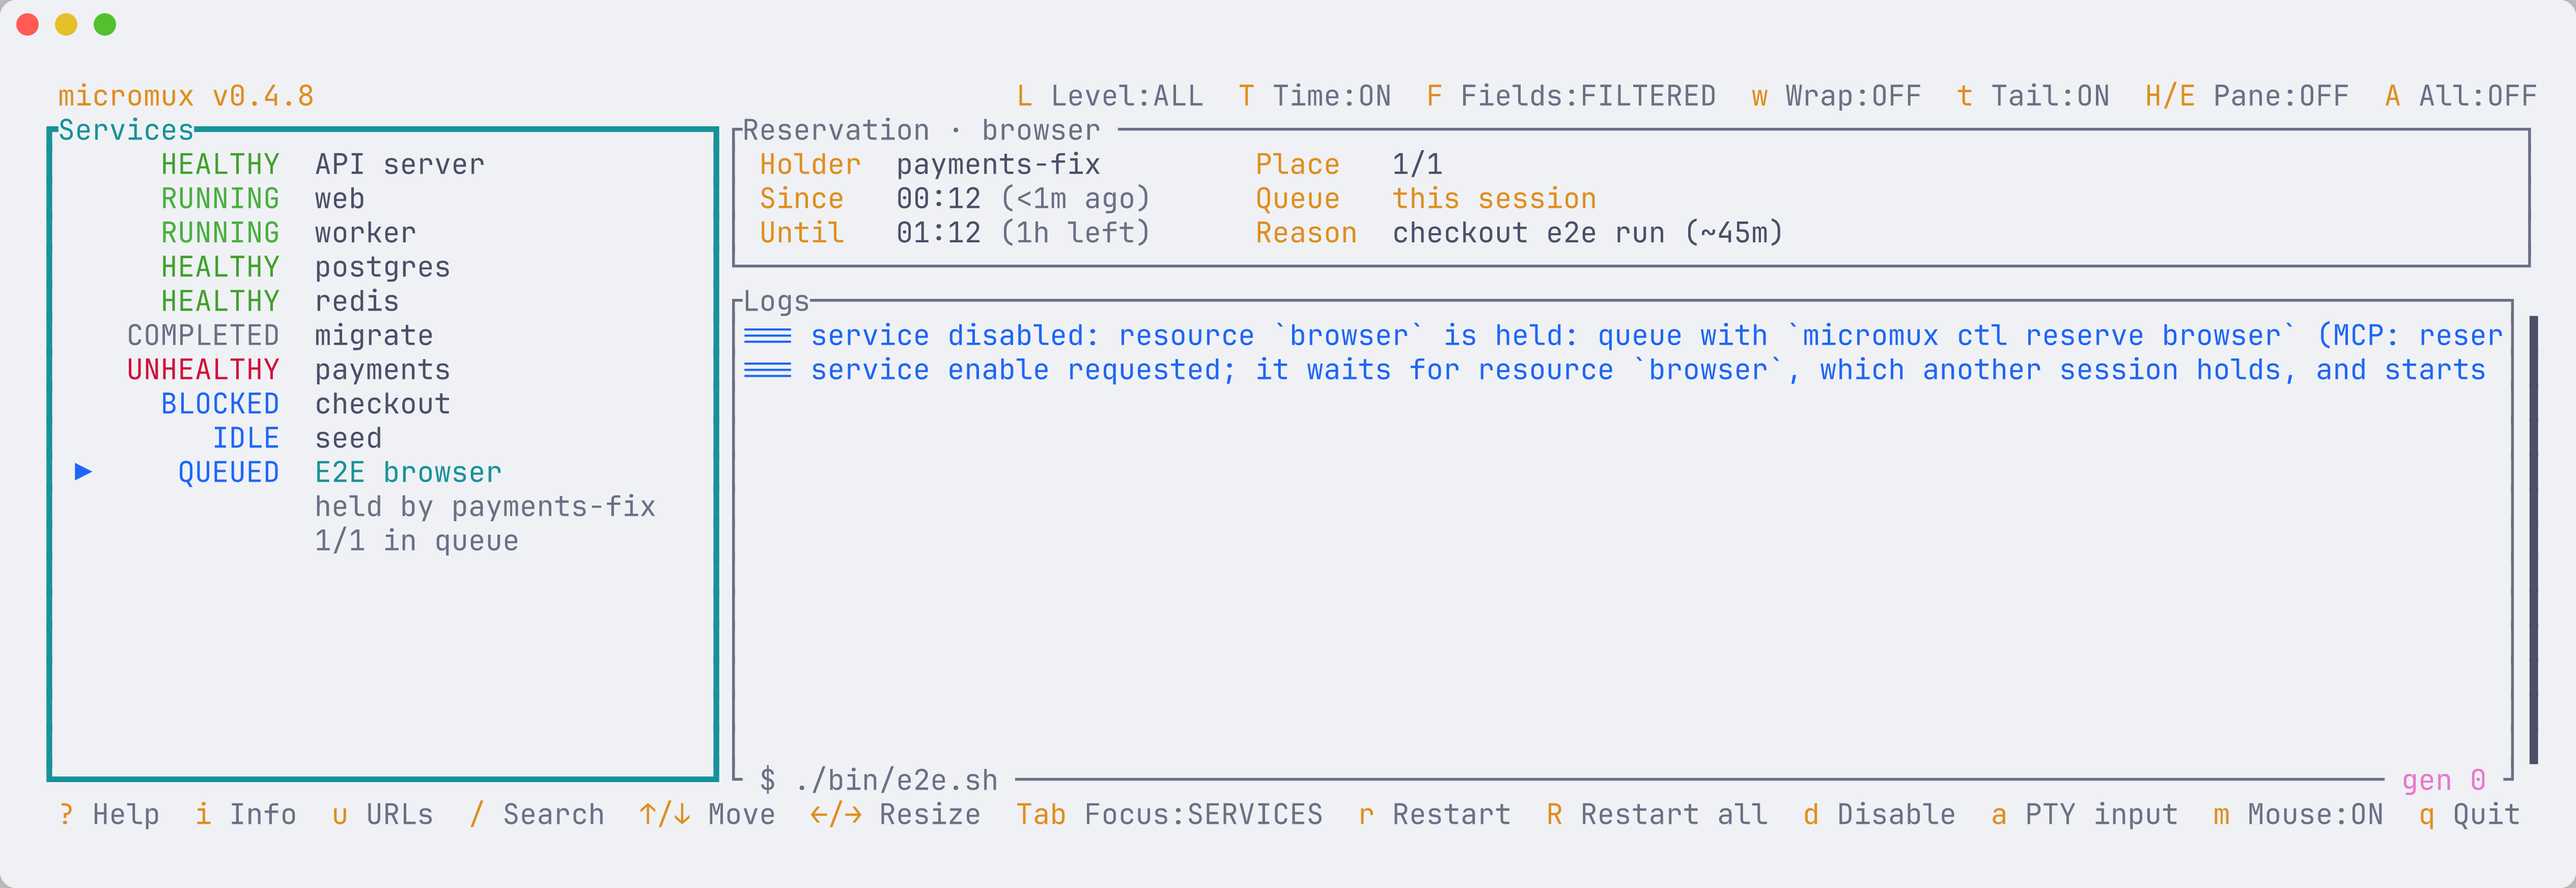 micromux v0.4.8
L Level:ALL T Time:ON F Fields:FILTERED w Wrap:OFF t Tail:ON H/E Pane:OFF A All:OFF
Services
HEALTHY API server
RUNNING web
RUNNING worker
HEALTHY postgres
HEALTHY redis
COMPLETED migrate
UNHEALTHY payments
BLOCKED checkout
IDLE seed
▶ QUEUED E2E browser
held by payments-fix
1/1 in queue
Reservation · browser
Holder payments-fix Place 1/1
Since 00:12 (<1m ago) Queue this session
Until 01:12 (1h left) Reason checkout e2e run (~45m)
Logs
service disabled: resource `browser` is held: queue with `micromux ctl reserve browser` (MCP: reser
service enable requested; it waits for resource `browser`, which another session holds, and starts
$ ./bin/e2e.sh
gen 0
? Help i Info u URLs / Search ↑/↓ Move ←/→ Resize Tab Focus:SERVICES r Restart R Restart all d Disable a PTY input m Mouse:ON q Quit